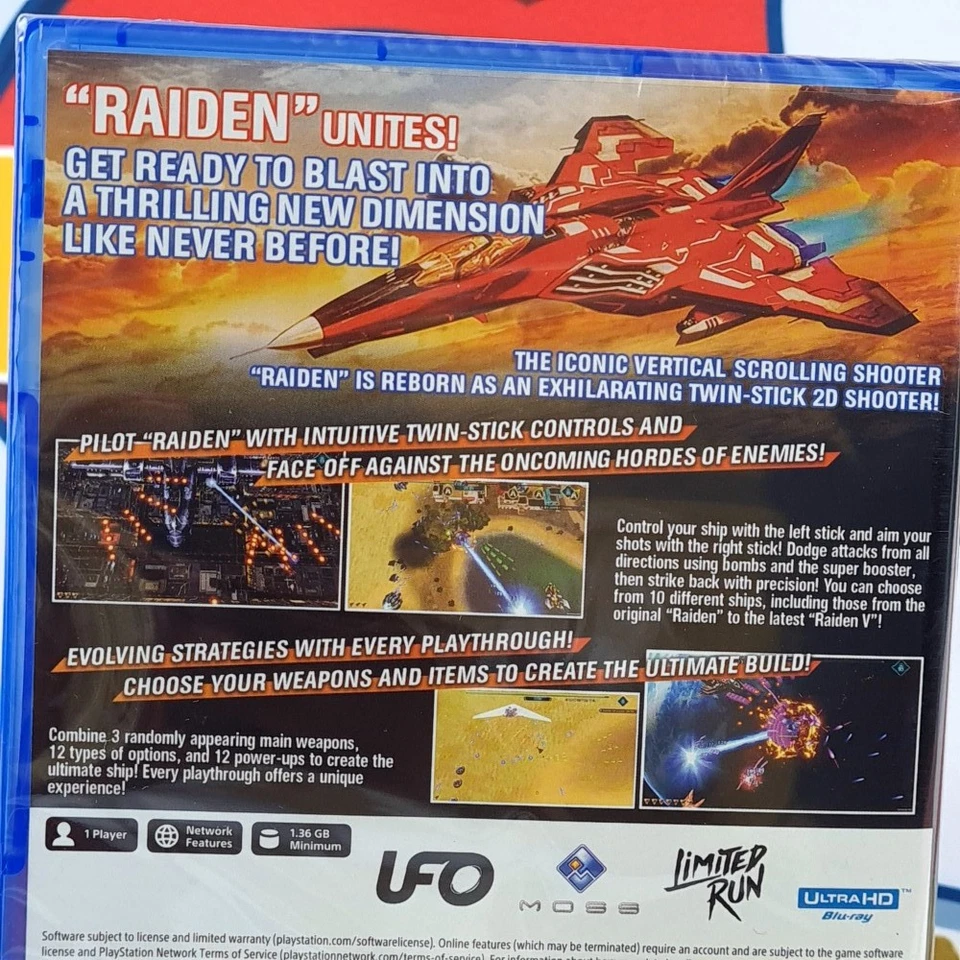 “RAIDEN” UNITES!
GET READY TO BLAST INTO
A THRILLING NEW DIMENSION
LIKE NEVER BEFORE!
THE ICONIC VERTICAL SCROLLING SHOOTER
“RAIDEN” IS REBORN AS AN EXHILARATING TWIN-STICK 2D SHOOTER!
PILOT “RAIDEN” WITH INTUITIVE TWIN-STICK CONTROLS AND
FACE OFF AGAINST THE ONCOMING HORDES OF ENEMIES!
Control your ship with the left stick and aim your
shots with the right stick! Dodge attacks from all
directions using bombs and the super booster,
then strike back with precision! You can choose
from 10 different ships, including those from the
original “Raiden” to the latest “Raiden V”!
EVOLVING STRATEGIES WITH EVERY PLAYTHROUGH!
CHOOSE YOUR WEAPONS AND ITEMS TO CREATE THE ULTIMATE BUILD!
Combine 3 randomly appearing main weapons,
12 types of options, and 12 power-ups to create the
ultimate ship! Every playthrough offers a unique
experience!
1 Player
Network
Features
1.36 GB
Minimum
UFO
MOSS
LIMITED
RUN
ULTRA HD™
Blu-ray
Software subject to license and limited warranty (playstation.com/softwarelicense). Online features (which may be terminated) require an account and are subject to the game software
license and PlayStation Network Terms of Service (playstationnetwork.com/terms-of-service). For information about